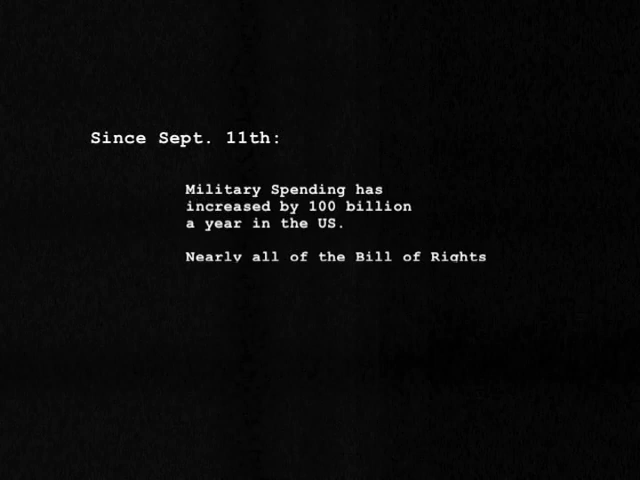 Since Sept. 11th:
Military Spending has
increased by 100 billion
a year in the US.
Nearly all of the Bill of Rights